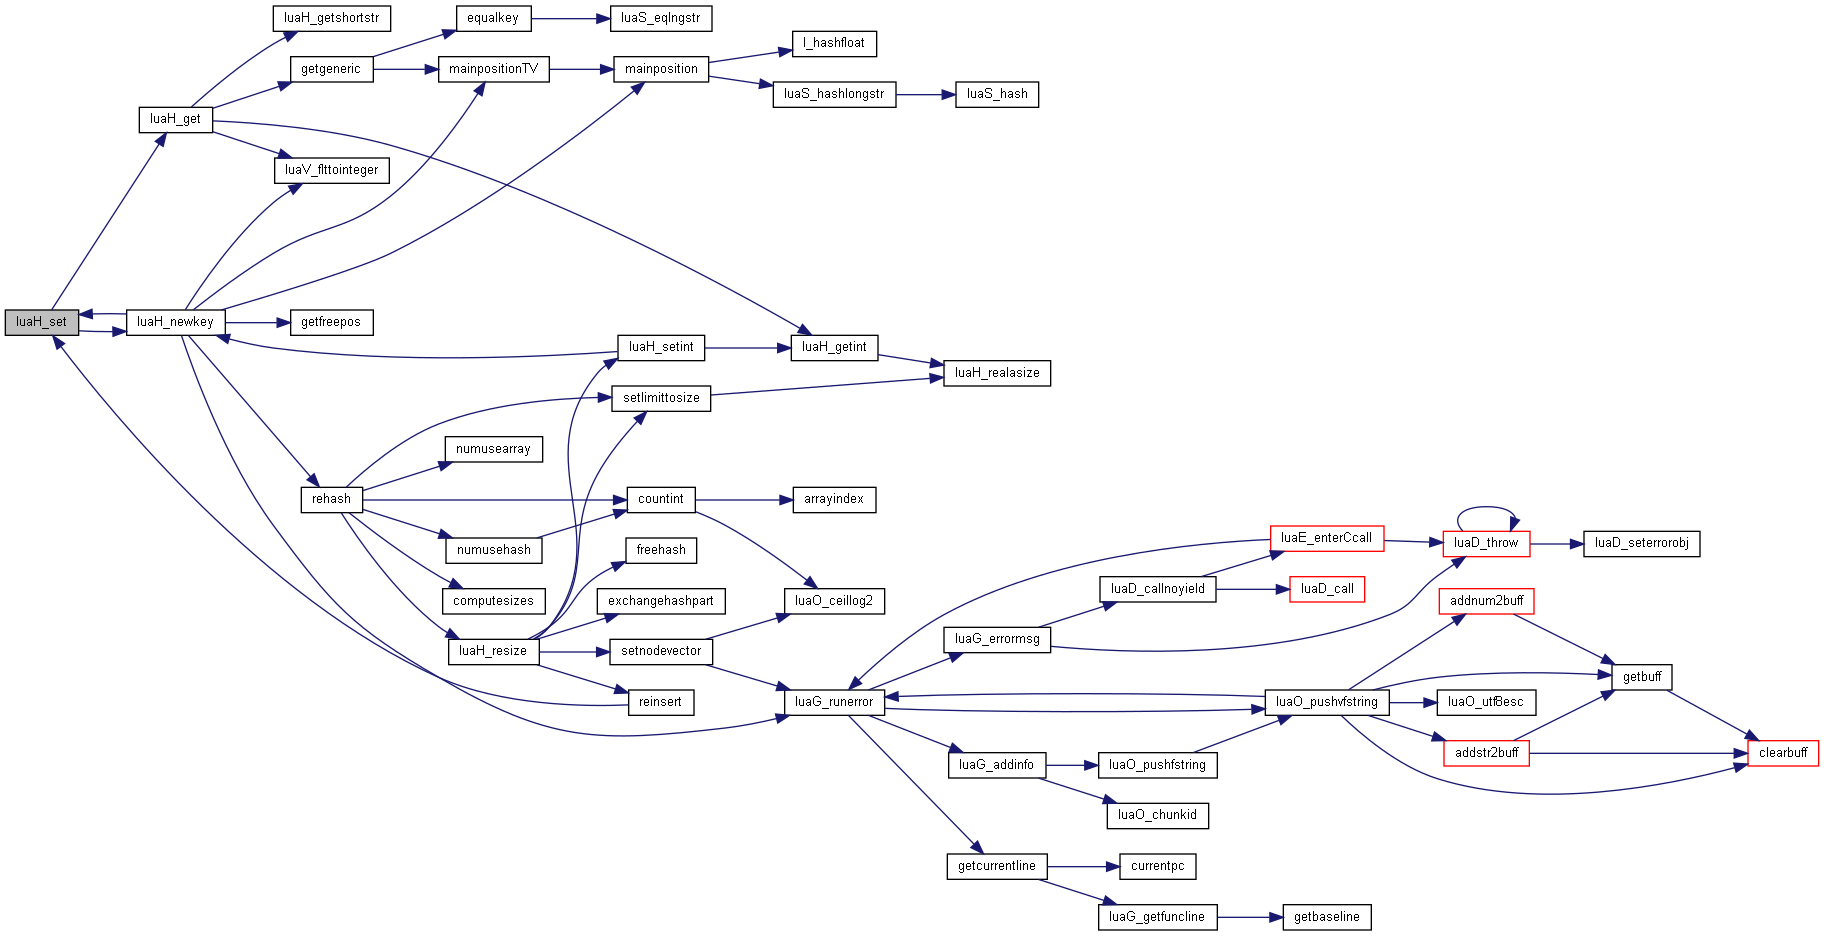 luaH_getshortstr
equalkey
luaS_eqlngstr
l_hashfloat
getgeneric
mainpositionTV
mainposition
luaS_hashlongstr
luaS_hash
luaH_get
luaV_flttointeger
luaH_set
luaH_newkey
getfreepos
luaH_setint
luaH_getint
luaH_realasize
setlimittosize
numusearray
rehash
countint
arrayindex
numusehash
freehash
luaE_enterCcall
luaD_throw
luaD_seterrorobj
computesizes
exchangehashpart
luaO_ceillog2
luaD_callnoyield
luaD_call
addnum2buff
luaH_resize
setnodevector
luaG_errormsg
getbuff
reinsert
luaG_runerror
luaO_pushvfstring
luaO_utf8esc
luaG_addinfo
luaO_pushfstring
addstr2buff
clearbuff
luaO_chunkid
getcurrentline
currentpc
luaG_getfuncline
getbaseline